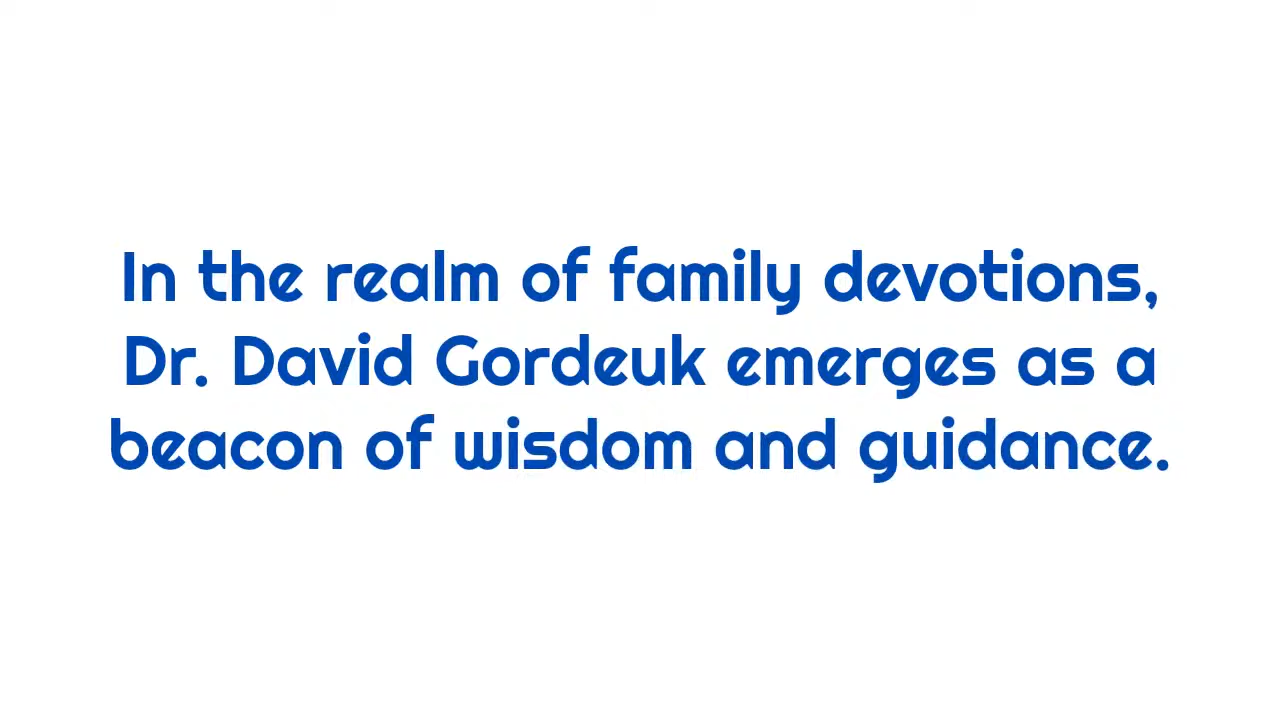 In the realm of family devotions,
Dr. David Gordeuk emerges as a
beacon of wisdom and guidance.